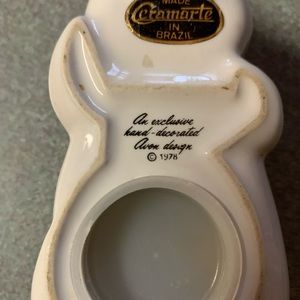 MADE
Ceramarte
IN
BRAZIL
An exclusive
hand-decorated
Avon design
© 1978